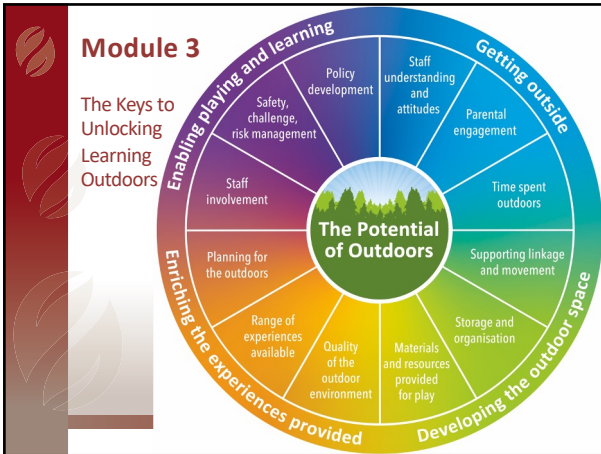 Module 3
The Keys to
Unlocking
Learning
Outdoors
Enabling playing and learning
Getting outside
Developing the outdoor space
Enriching the experiences provided
Policy
development
Staff
understanding
and
attitudes
Parental
engagement
Time spent
outdoors
Supporting linkage
and movement
Storage and
organisation
Materials
and resources
provided
for play
Quality
of the
outdoor
environment
Range of
experiences
available
Planning for
the outdoors
Staff
involvement
Safety,
challenge,
risk management
The Potential
of Outdoors